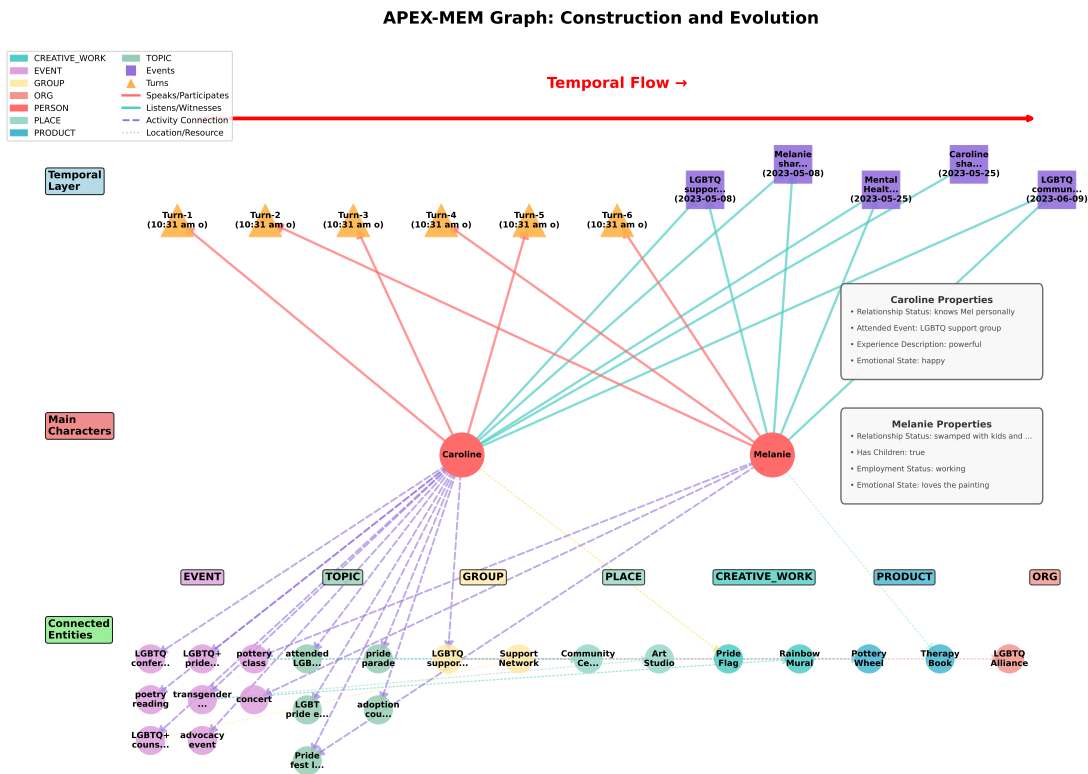 APEX-MEM Graph: Construction and Evolution
CREATIVE_WORK
EVENT
GROUP
ORG
PERSON
PLACE
PRODUCT
TOPIC
Events
Turns
Speaks/Participates
Listens/Witnesses
Activity Connection
Location/Resource
Temporal Flow →
Temporal
Layer
Turn-1
(10:31 am o)
Turn-2
(10:31 am o)
Turn-3
(10:31 am o)
Turn-4
(10:31 am o)
Turn-5
(10:31 am o)
Turn-6
(10:31 am o)
LGBTQ
suppor...
(2023-05-08)
Melanie
shar...
(2023-05-08)
Mental
Healt...
(2023-05-25)
Caroline
sha...
(2023-05-25)
LGBTQ
commun...
(2023-06-09)
Caroline Properties
• Relationship Status: knows Mel personally
• Attended Event: LGBTQ support group
• Experience Description: powerful
• Emotional State: happy
Main
Characters
Caroline
Melanie
Melanie Properties
• Relationship Status: swamped with kids and ...
• Has Children: true
• Employment Status: working
• Emotional State: loves the painting
EVENT
TOPIC
GROUP
PLACE
CREATIVE_WORK
PRODUCT
ORG
Connected
Entities
LGBTQ
confer...
LGBTQ+
pride...
pottery
class
attended
LGB...
pride
parade
LGBTQ
suppor...
Support
Network
Community
Ce...
Art
Studio
Pride
Flag
Rainbow
Mural
Pottery
Wheel
Therapy
Book
LGBTQ
Alliance
poetry
reading
transgender
...
concert
LGBT
pride e...
adoption
cou...
LGBTQ+
couns...
advocacy
event
Pride
fest l...